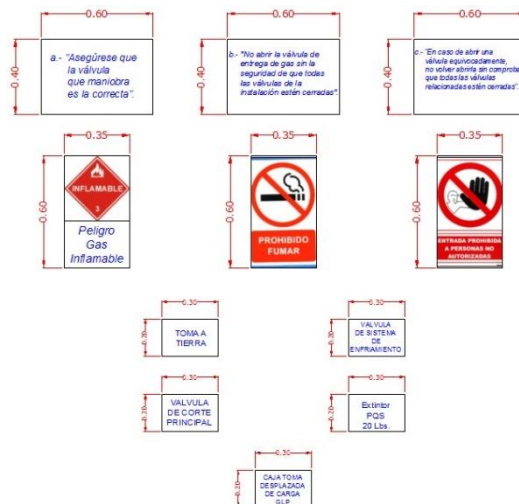 0.60
0.60
0.60
0.40
a.- "Asegúrese que
la válvula
que maniobra
es la correcta".
0.40
b.- "No abrir la válvula de
entrega de gas sin la
seguridad de que todas
las válvulas de la
instalación estén cerradas".
0.40
c.- "En caso de abrir una
válvula equivocadamente,
no volver abrirla sin comprobar
que todas las válvulas
relacionadas estén cerradas".
0.35
0.35
0.35
0.60
INFLAMABLE
3
Peligro
Gas
Inflamable
0.60
PROHIBIDO
FUMAR
0.60
ENTRADA PROHIBIDA
A PERSONAS NO
AUTORIZADAS
0.30
0.30
0.20
TOMA A
TIERRA
0.20
VALVULA
DE SISTEMA
DE
ENFRIAMIENTO
0.30
0.30
0.20
VALVULA
DE CORTE
PRINCIPAL
0.20
Extintor
PQS
20 Lbs.
0.30
0.20
CAJA TOMA
DESPLAZADA
DE CARGA
GLP